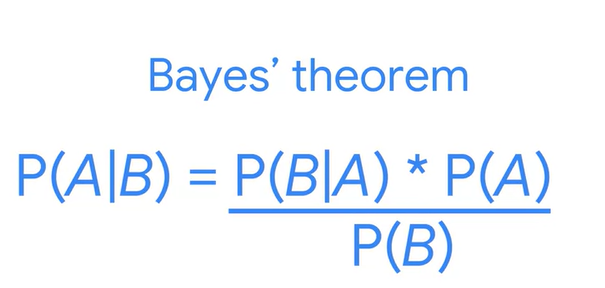 Bayes’ theorem
P(A|B) = P(B|A) * P(A)
P(B)